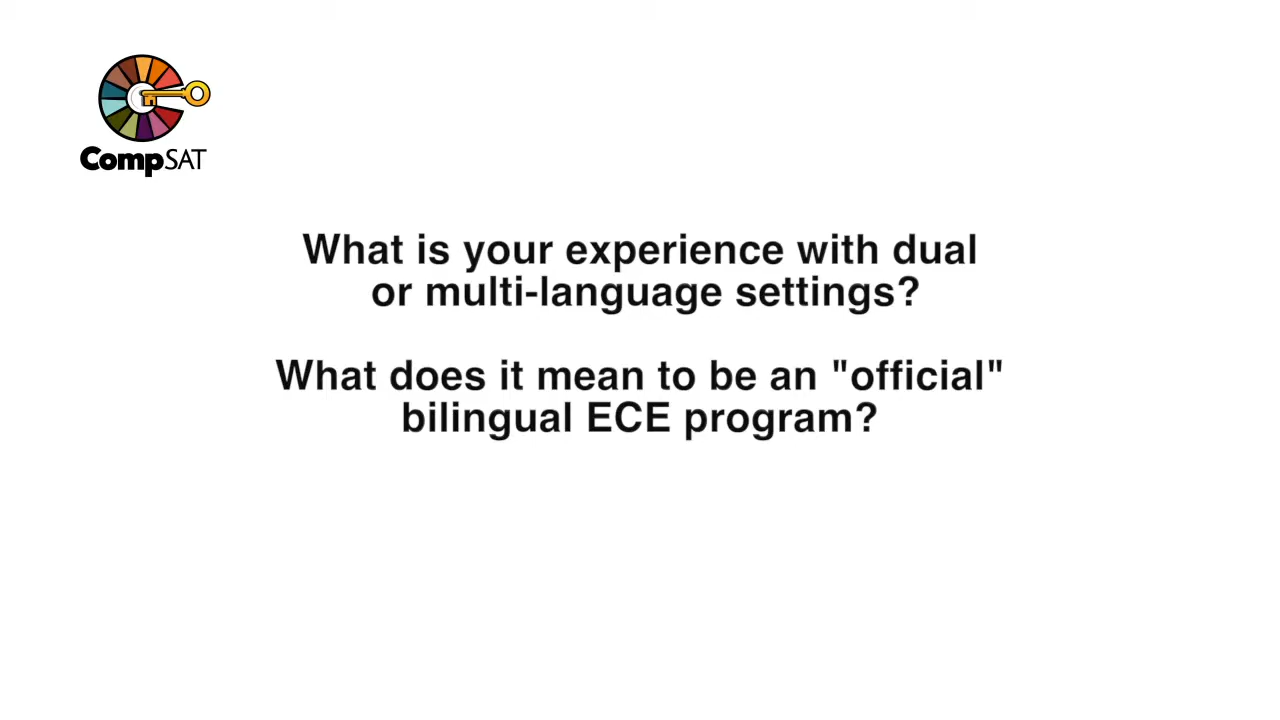 CompSAT
What is your experience with dual
or multi-language settings?
What does it mean to be an "official"
bilingual ECE program?